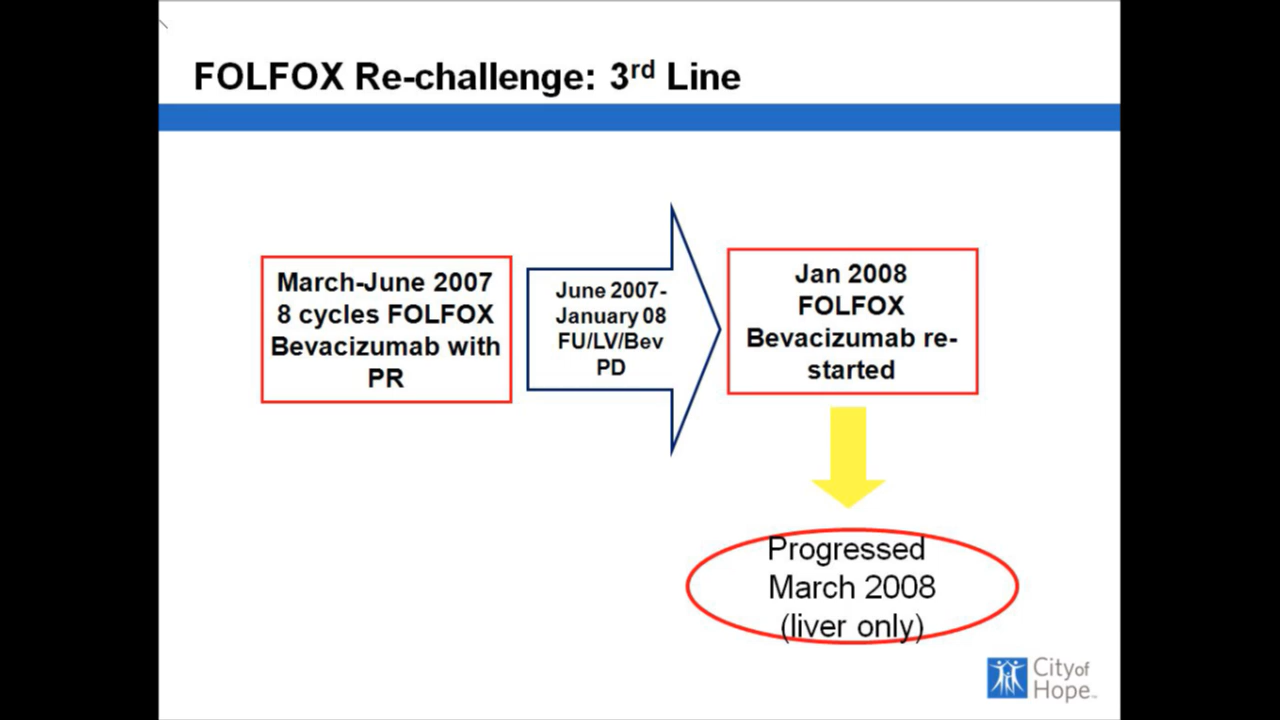 FOLFOX Re-challenge: 3rd Line
March-June 2007
8 cycles FOLFOX
Bevacizumab with
PR
June 2007-
January 08
FU/LV/Bev
PD
Jan 2008
FOLFOX
Bevacizumab re-
started
Progressed
March 2008
(liver only)
City of
Hope